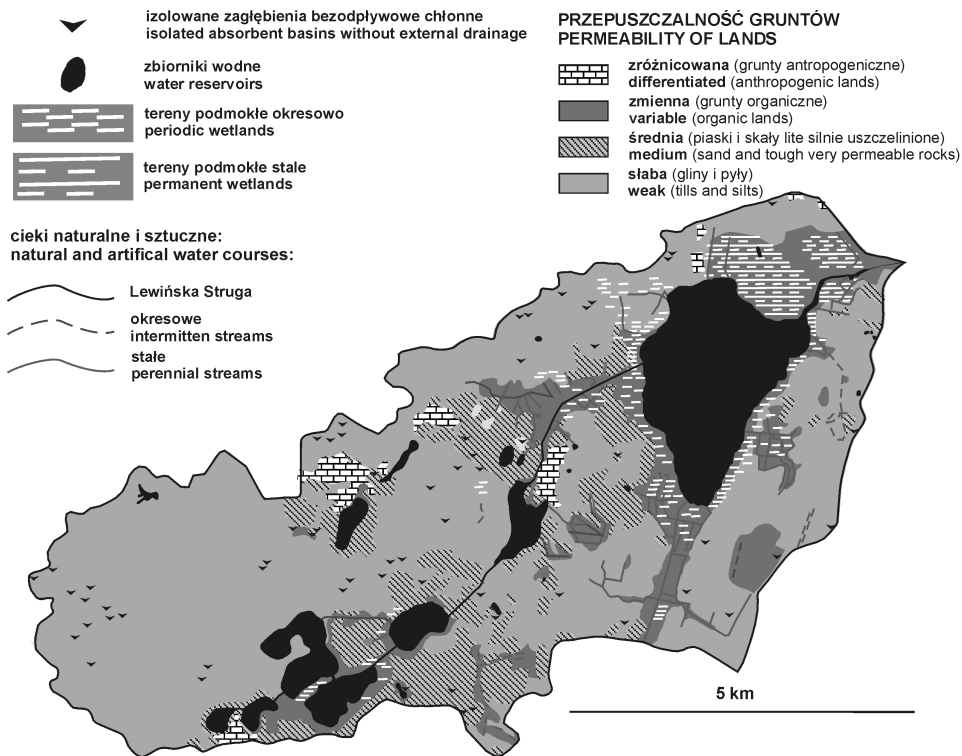 izolowane zagłębienia bezodpływowe chłonne
isolated absorbent basins without external drainage
zbiorniki wodne
water reservoirs
tereny podmokłe okresowo
periodic wetlands
tereny podmokłe stale
permanent wetlands
cieki naturalne i sztuczne:
natural and artifical water courses:
Lewińska Struga
okresowe
intermitten streams
stałe
perennial streams
PRZEPUSZCZALNOŚĆ GRUNTÓW
PERMEABILITY OF LANDS
zróżnicowana (grunty antropogeniczne)
differentiated (anthropogenic lands)
zmienna (grunty organiczne)
variable (organic lands)
średnia (piaski i skały lite silnie uszczelinione)
medium (sand and tough very permeable rocks)
słaba (gliny i pyły)
weak (tills and silts)
5 km